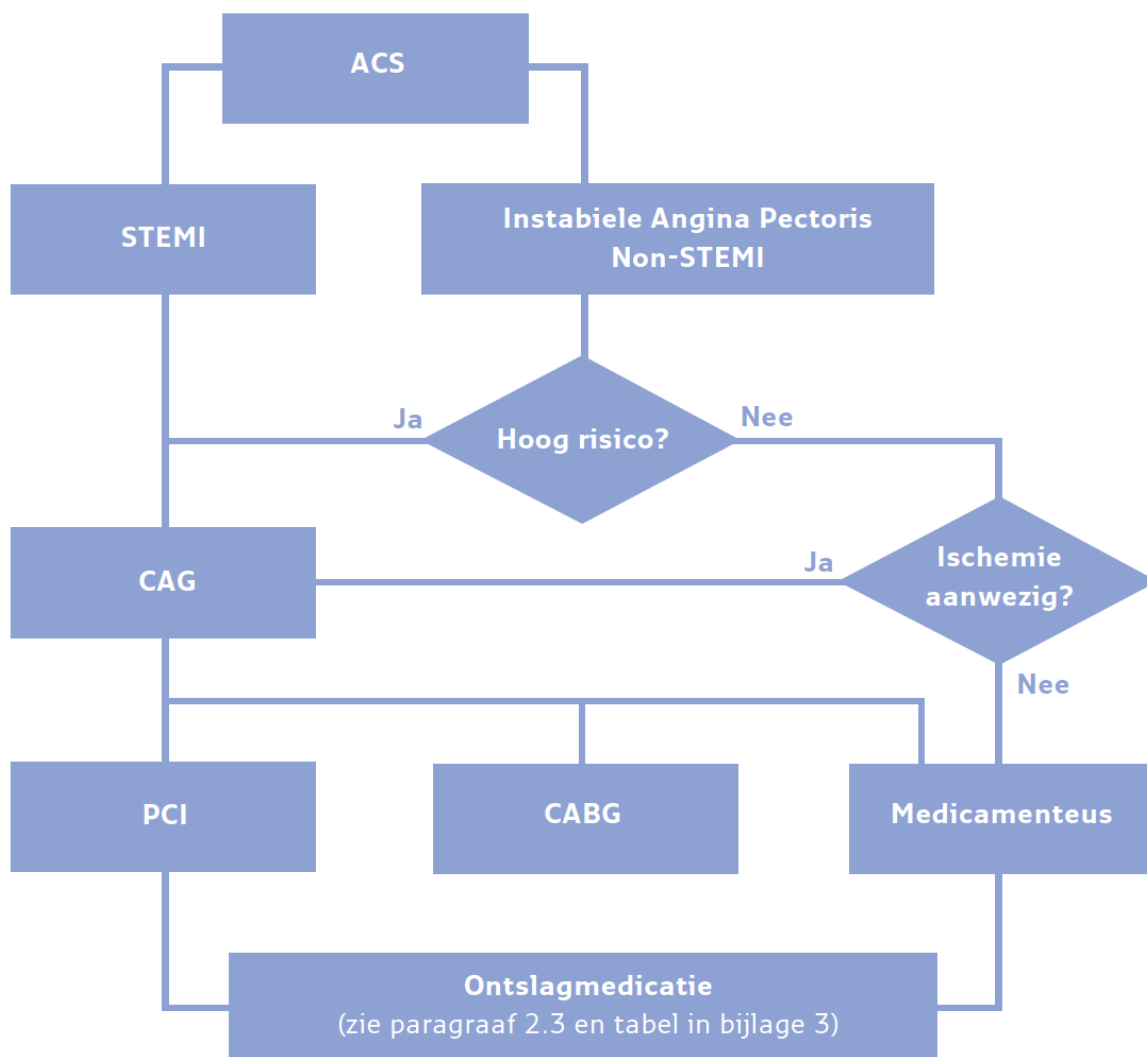 ACS
STEMI
Instabiele Angina Pectoris
Non-STEMI
Ja
Hoog risico?
Nee
CAG
Ja
Ischemie
aanwezig?
Nee
PCI
CABG
Medicamenteus
Ontslagmedicatie
(zie paragraaf 2.3 en tabel in bijlage 3)